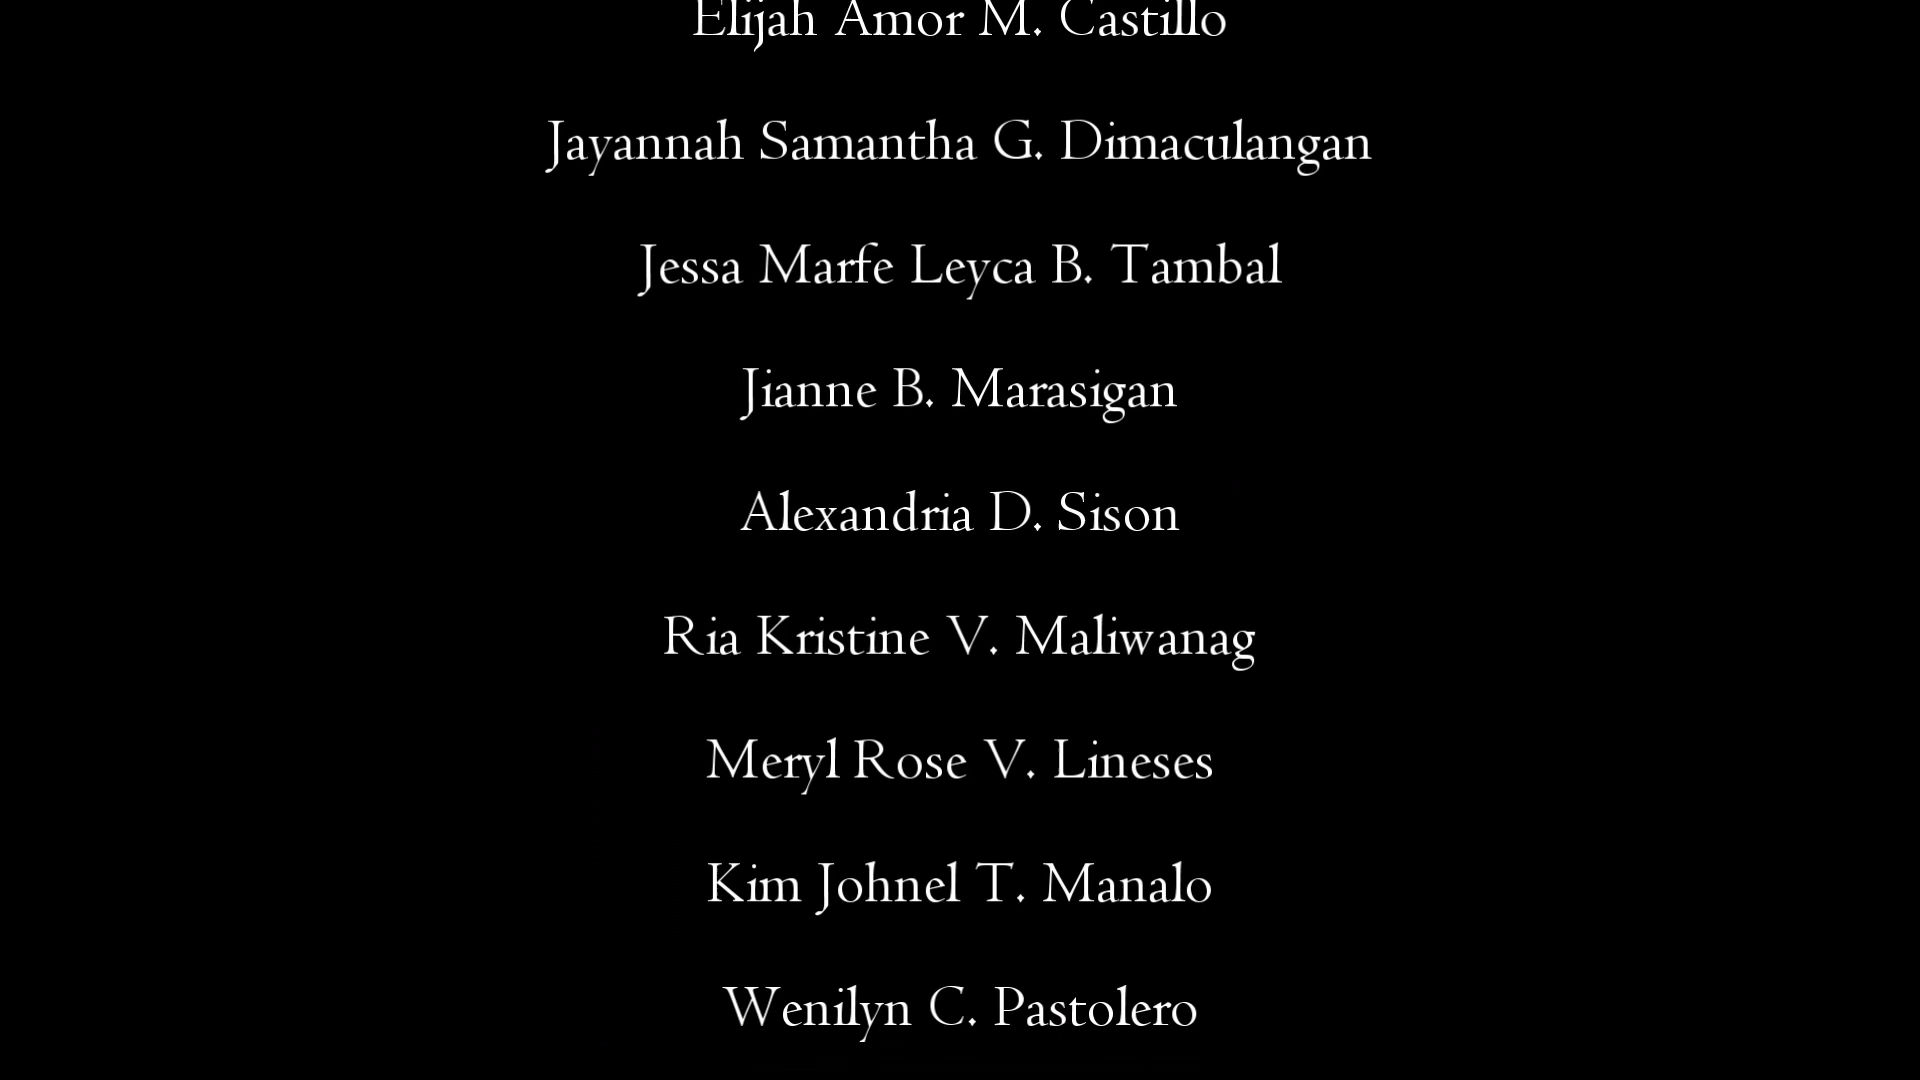 Elijah Amor M. Castillo
Jayannah Samantha G. Dimaculangan
Jessa Marfe Leyca B. Tambal
Jianne B. Marasigan
Alexandria D. Sison
Ria Kristine V. Maliwanag
Meryl Rose V. Lineses
Kim Johnel T. Manalo
Wenilyn C. Pastolero